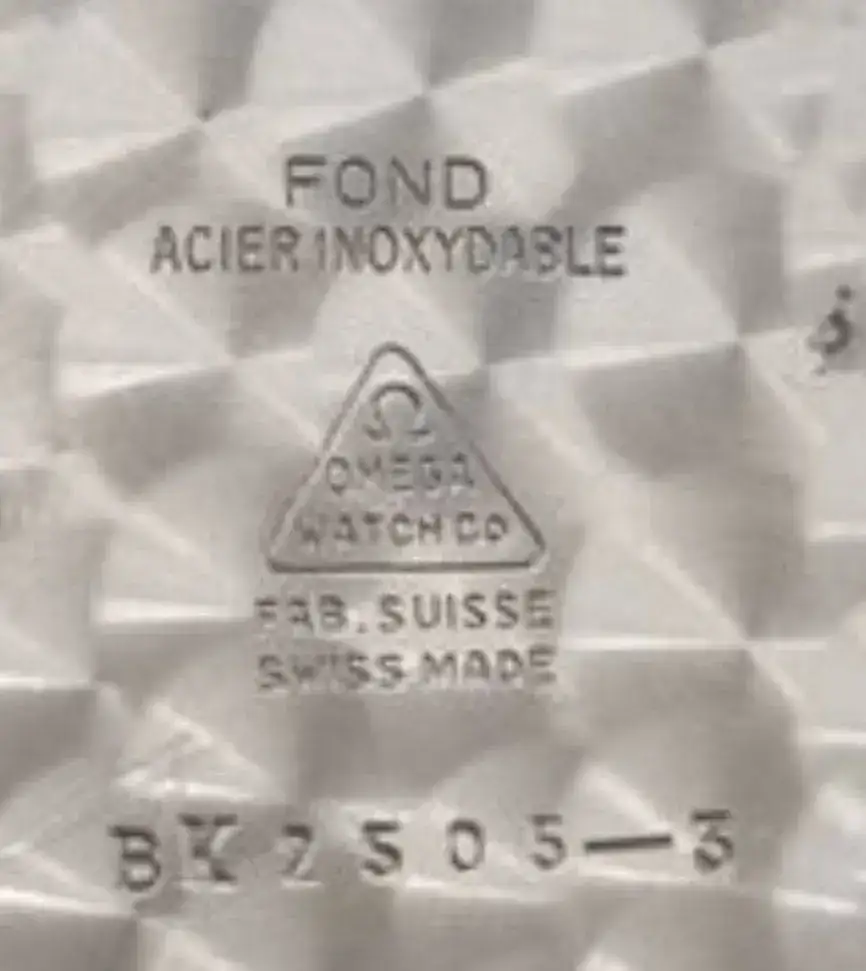 FOND
ACIER INOXYDABLE
Ω
OMEGA
WATCH CO
FAB. SUISSE
SWISS MADE
BK 2505—3